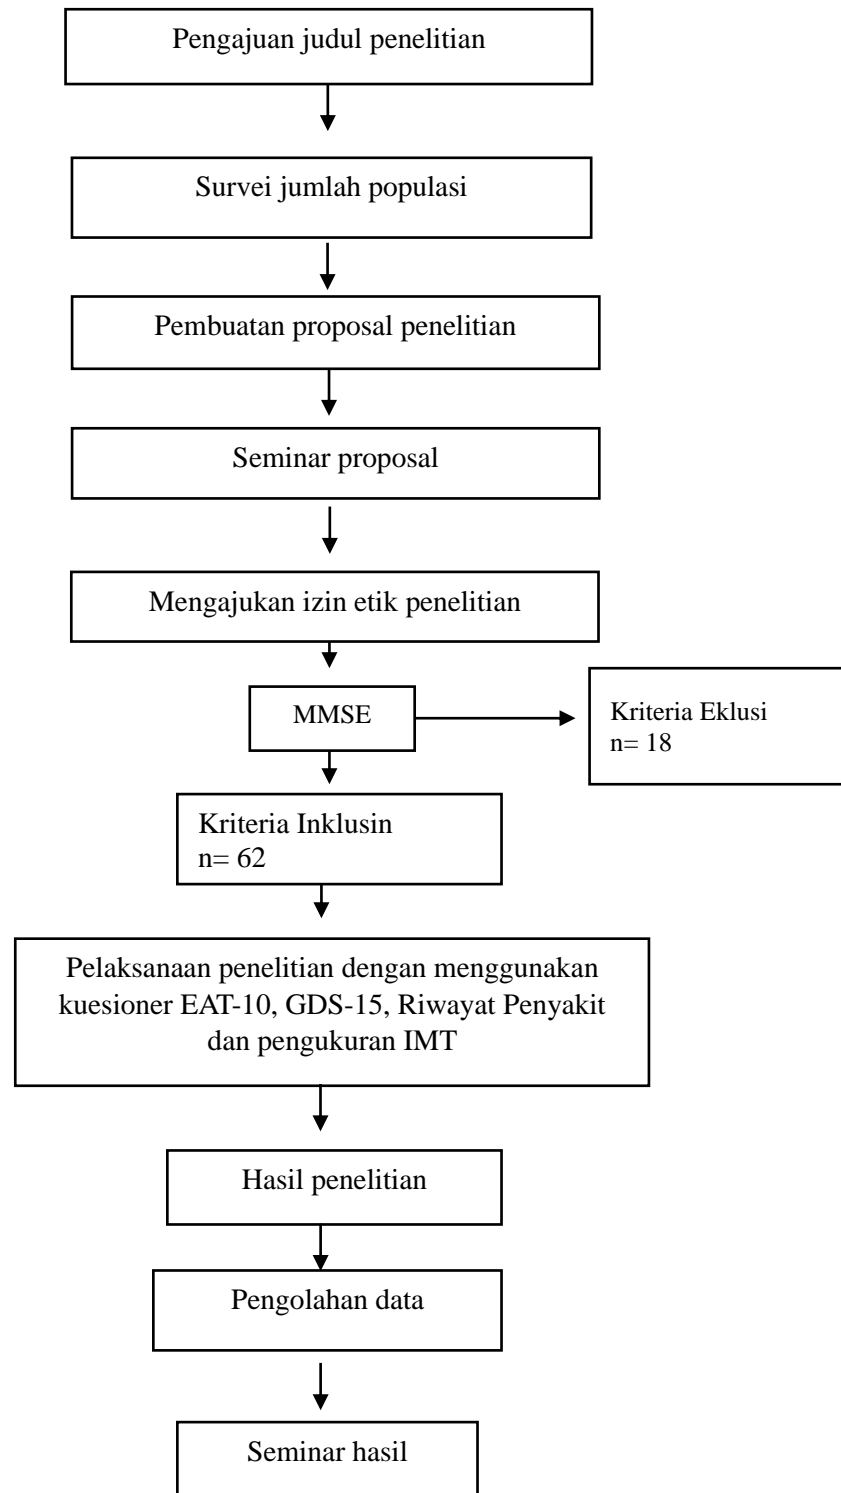 Pengajuan judul penelitian
Survei jumlah populasi
Pembuatan proposal penelitian
Seminar proposal
Mengajukan izin etik penelitian
MMSE
Kriteria Eklusi
n= 18
Kriteria Inklusin
n= 62
Pelaksanaan penelitian dengan menggunakan
kuesioner EAT-10, GDS-15, Riwayat Penyakit
dan pengukuran IMT
Hasil penelitian
Pengolahan data
Seminar hasil